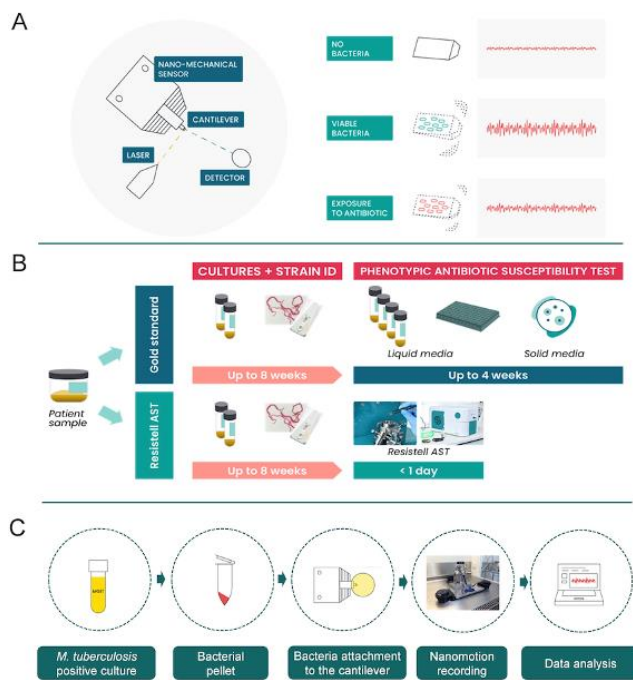 A
NANO-MECHANICAL
SENSOR
CANTILEVER
LASER
DETECTOR
NO
BACTERIA
VIABLE
BACTERIA
EXPOSURE
TO ANTIBIOTIC
B
CULTURES + STRAIN ID
PHENOTYPIC ANTIBIOTIC SUSCEPTIBILITY TEST
Patient
sample
Gold standard
Liquid media
Solid media
Up to 8 weeks
Up to 4 weeks
Resistell AST
Resistell AST
Up to 8 weeks
< 1 day
C
M. tuberculosis
positive culture
Bacterial
pellet
Bacteria attachment
to the cantilever
Nanomotion
recording
Data analysis